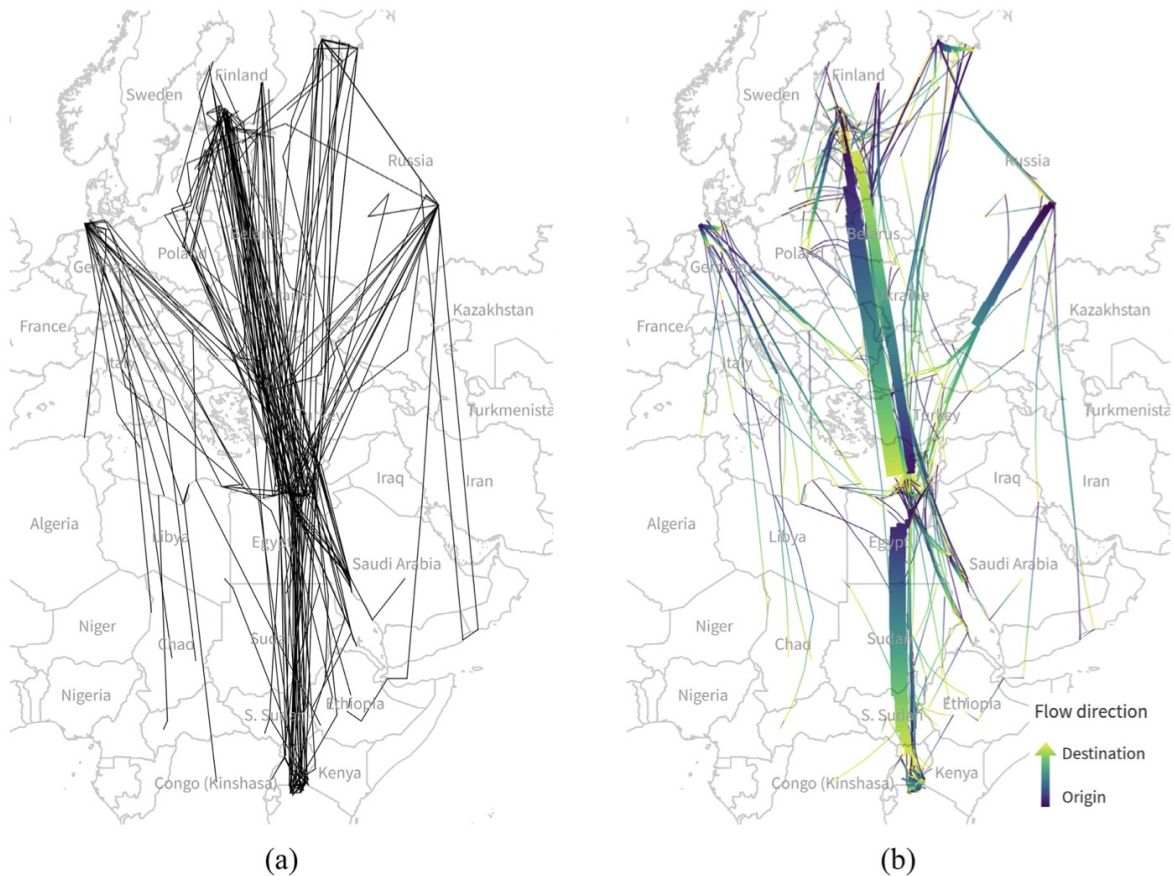 Finland
Sweden
Russia
Belarus
Poland
Germany
Ukraine
Kazakhstan
France
Italy
Turkey
Turkmenista
Iraq
Iran
Algeria
Libya
Egypt
Saudi Arabia
Niger
Chad
Sudan
Nigeria
S. Sudan
Ethiopia
Congo (Kinshasa)
Kenya
(a)
Finland
Sweden
Russia
Belarus
Poland
Germany
Ukraine
Kazakhstan
France
Italy
Turkey
Turkmenista
Iraq
Iran
Algeria
Libya
Egypt
Saudi Arabia
Niger
Chad
Sudan
Nigeria
S. Sudan
Ethiopia
Congo (Kinshasa)
Kenya
Flow direction
Destination
Origin
(b)